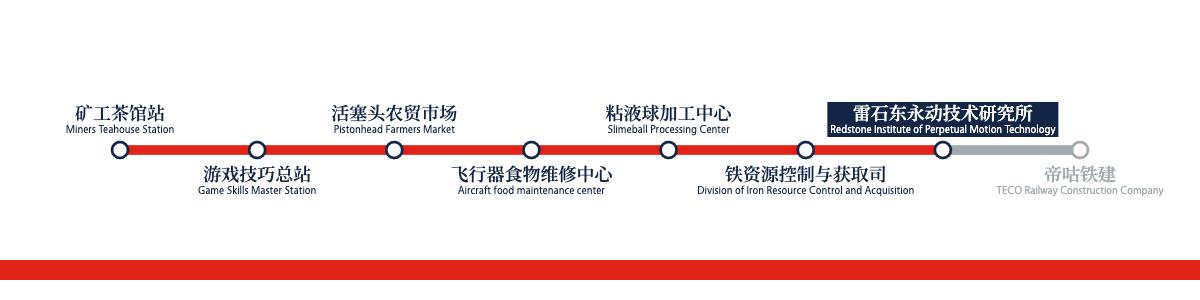 矿工茶馆站
Miners Teahouse Station
游戏技巧总站
Game Skills Master Station
活塞头农贸市场
Pistonhead Farmers Market
飞行器食物维修中心
Aircraft food maintenance center
粘液球加工中心
Slimeball Processing Center
铁资源控制与获取司
Division of Iron Resource Control and Acquisition
雷石东永动技术研究所
Redstone Institute of Perpetual Motion Technology
帝咕铁建
TECO Railway Construction Company